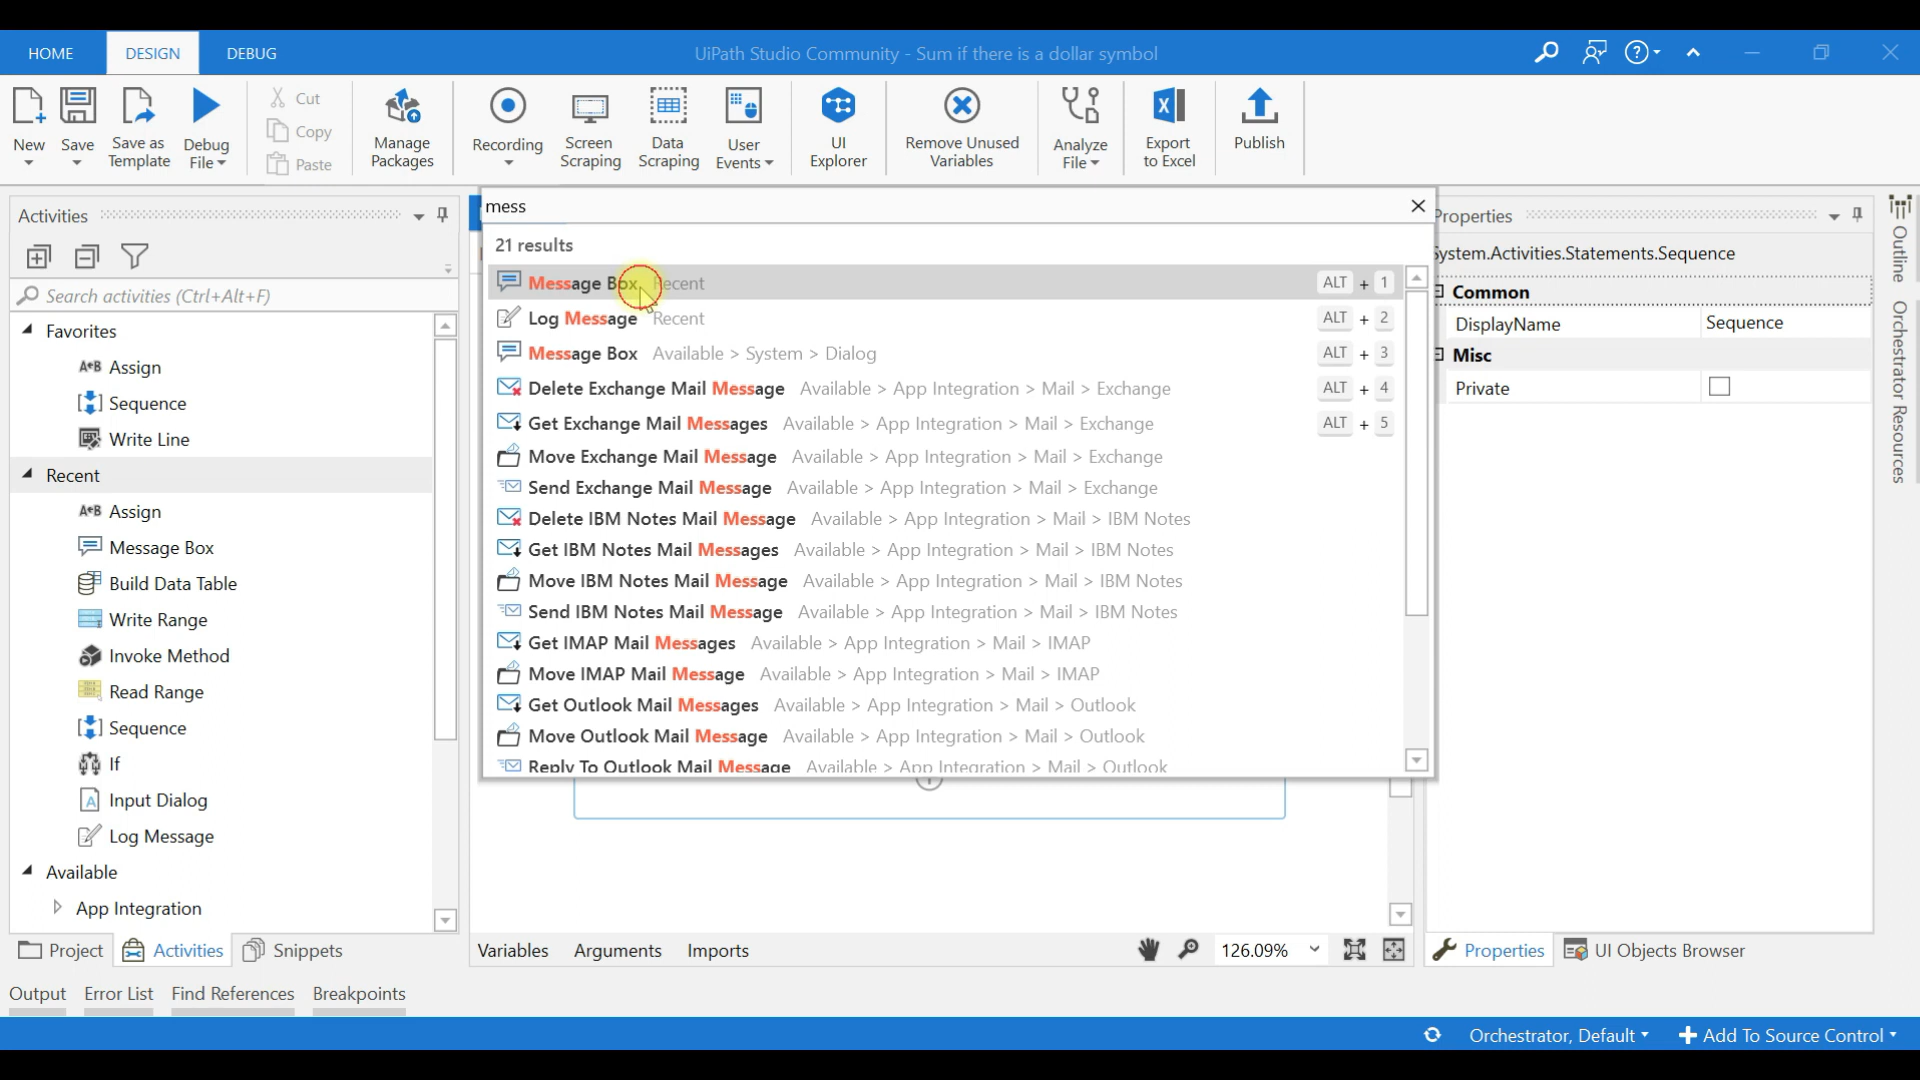 HOME DESIGN DEBUG UiPath Studio Community - Sum if there is a dollar symbol
New Save Save as Template Debug File Cut Copy Paste Manage Packages Recording Screen Scraping Data Scraping User Events UI Explorer Remove Unused Variables Analyze File Export to Excel Publish
Activities
Search activities (Ctrl+Alt+F)
Favorites
Assign
Sequence
Write Line
Recent
Assign
Message Box
Build Data Table
Write Range
Invoke Method
Read Range
Sequence
If
Input Dialog
Log Message
Available
App Integration
Project Activities Snippets
mess
21 results
Message Box Recent ALT + 1
Log Message Recent ALT + 2
Message Box Available > System > Dialog ALT + 3
Delete Exchange Mail Message Available > App Integration > Mail > Exchange ALT + 4
Get Exchange Mail Messages Available > App Integration > Mail > Exchange ALT + 5
Move Exchange Mail Message Available > App Integration > Mail > Exchange
Send Exchange Mail Message Available > App Integration > Mail > Exchange
Delete IBM Notes Mail Message Available > App Integration > Mail > IBM Notes
Get IBM Notes Mail Messages Available > App Integration > Mail > IBM Notes
Move IBM Notes Mail Message Available > App Integration > Mail > IBM Notes
Send IBM Notes Mail Message Available > App Integration > Mail > IBM Notes
Get IMAP Mail Messages Available > App Integration > Mail > IMAP
Move IMAP Mail Message Available > App Integration > Mail > IMAP
Get Outlook Mail Messages Available > App Integration > Mail > Outlook
Move Outlook Mail Message Available > App Integration > Mail > Outlook
Reply To Outlook Mail Message Available > App Integration > Mail > Outlook
Variables Arguments Imports 126.09%
Properties
System.Activities.Statements.Sequence
Common
DisplayName Sequence
Misc
Private
Properties UI Objects Browser
Outline
Orchestrator Resources
Output Error List Find References Breakpoints
Orchestrator, Default Add To Source Control